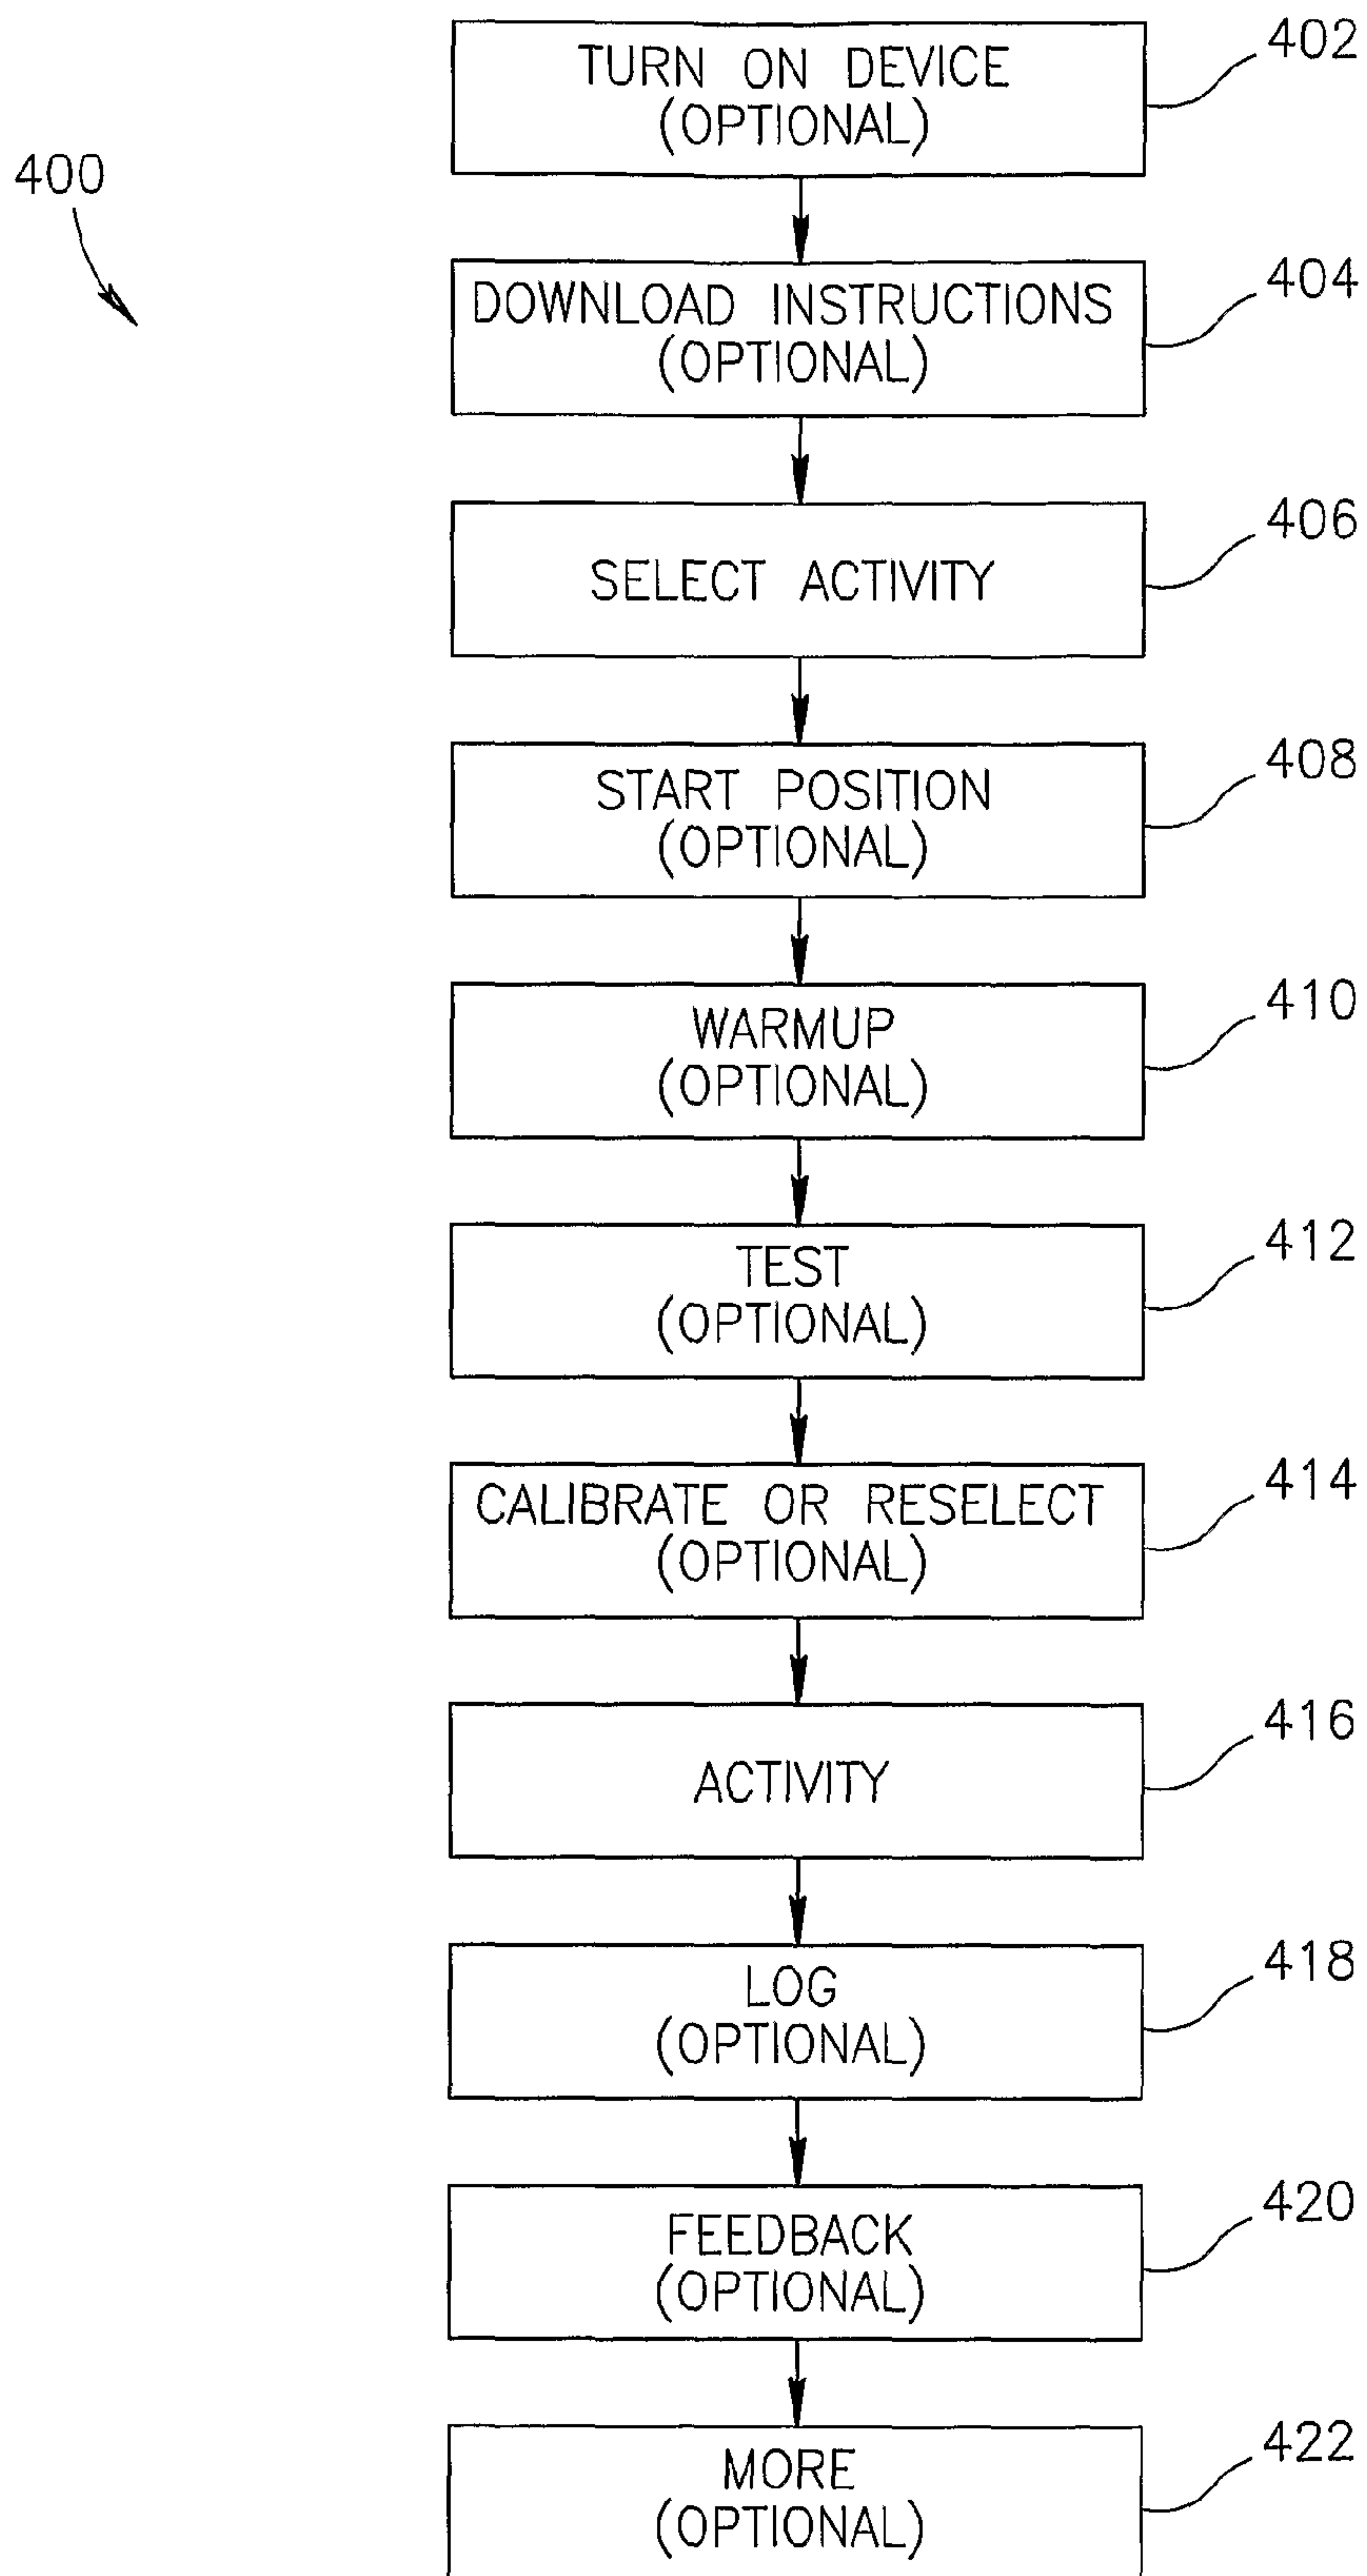 TURN ON DEVICE
(OPTIONAL)
402
400
DOWNLOAD INSTRUCTIONS
(OPTIONAL)
404
SELECT ACTIVITY
406
START POSITION
(OPTIONAL)
408
WARMUP
(OPTIONAL)
410
TEST
(OPTIONAL)
412
CALIBRATE OR RESELECT
(OPTIONAL)
414
ACTIVITY
416
LOG
(OPTIONAL)
418
FEEDBACK
(OPTIONAL)
420
MORE
(OPTIONAL)
422